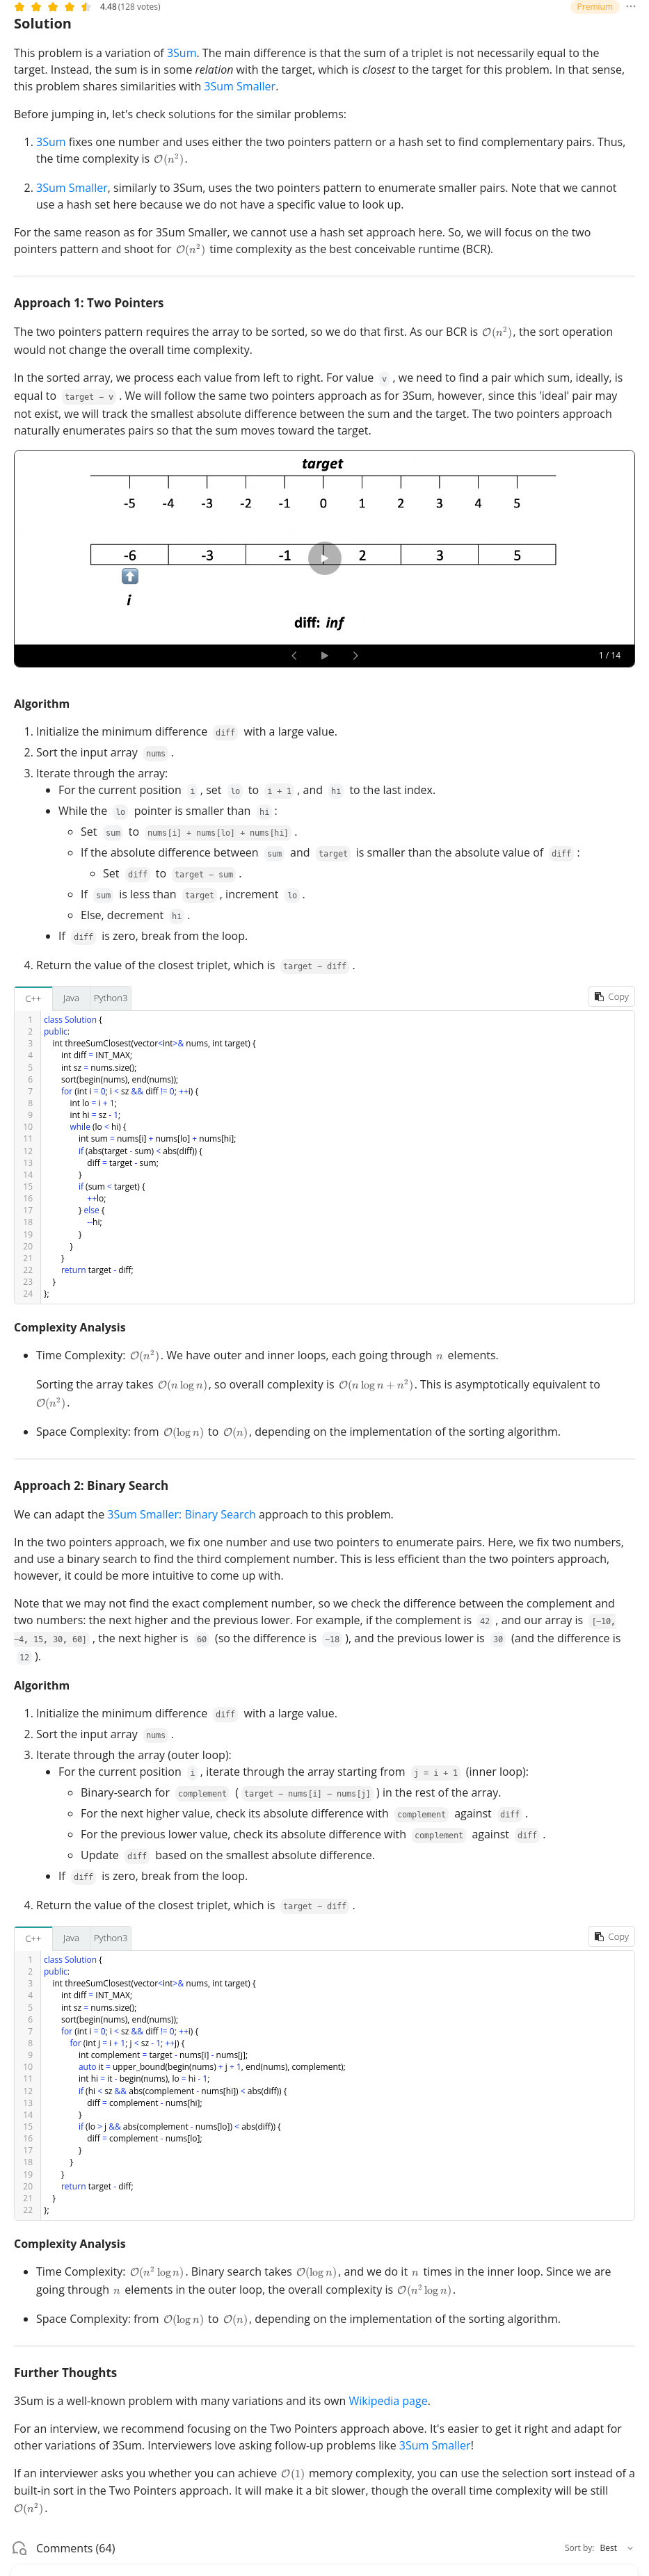 4.48 (128 votes)
Premium
Solution
This problem is a variation of 3Sum. The main difference is that the sum of a triplet is not necessarily equal to the
target. Instead, the sum is in some relation with the target, which is closest to the target for this problem. In that sense,
this problem shares similarities with 3Sum Smaller.
Before jumping in, let's check solutions for the similar problems:
1. 3Sum fixes one number and uses either the two pointers pattern or a hash set to find complementary pairs. Thus,
the time complexity is O(n²).
2. 3Sum Smaller, similarly to 3Sum, uses the two pointers pattern to enumerate smaller pairs. Note that we cannot
use a hash set here because we do not have a specific value to look up.
For the same reason as for 3Sum Smaller, we cannot use a hash set approach here. So, we will focus on the two
pointers pattern and shoot for O(n²) time complexity as the best conceivable runtime (BCR).
Approach 1: Two Pointers
The two pointers pattern requires the array to be sorted, so we do that first. As our BCR is O(n²), the sort operation
would not change the overall time complexity.
In the sorted array, we process each value from left to right. For value v, we need to find a pair which sum, ideally, is
equal to target - v. We will follow the same two pointers approach as for 3Sum, however, since this 'ideal' pair may
not exist, we will track the smallest absolute difference between the sum and the target. The two pointers approach
naturally enumerates pairs so that the sum moves toward the target.
target
-5 -4 -3 -2 -1 0 1 2 3 4 5
-6 -3 -1 2 3 5
i
diff: inf
1 / 14
Algorithm
1. Initialize the minimum difference diff with a large value.
2. Sort the input array nums.
3. Iterate through the array:
• For the current position i, set lo to i + 1, and hi to the last index.
• While the lo pointer is smaller than hi:
◦ Set sum to nums[i] + nums[lo] + nums[hi].
◦ If the absolute difference between sum and target is smaller than the absolute value of diff:
◦ Set diff to target - sum.
◦ If sum is less than target, increment lo.
◦ Else, decrement hi.
• If diff is zero, break from the loop.
4. Return the value of the closest triplet, which is target - diff.
C++ Java Python3 Copy
1 class Solution {
2 public:
3 int threeSumClosest(vector<int>& nums, int target) {
4 int diff = INT_MAX;
5 int sz = nums.size();
6 sort(begin(nums), end(nums));
7 for (int i = 0; i < sz && diff != 0; ++i) {
8 int lo = i + 1;
9 int hi = sz - 1;
10 while (lo < hi) {
11 int sum = nums[i] + nums[lo] + nums[hi];
12 if (abs(target - sum) < abs(diff)) {
13 diff = target - sum;
14 }
15 if (sum < target) {
16 ++lo;
17 } else {
18 --hi;
19 }
20 }
21 }
22 return target - diff;
23 }
24 };
Complexity Analysis
• Time Complexity: O(n²). We have outer and inner loops, each going through n elements.
Sorting the array takes O(n log n), so overall complexity is O(n log n + n²). This is asymptotically equivalent to
O(n²).
• Space Complexity: from O(log n) to O(n), depending on the implementation of the sorting algorithm.
Approach 2: Binary Search
We can adapt the 3Sum Smaller: Binary Search approach to this problem.
In the two pointers approach, we fix one number and use two pointers to enumerate pairs. Here, we fix two numbers,
and use a binary search to find the third complement number. This is less efficient than the two pointers approach,
however, it could be more intuitive to come up with.
Note that we may not find the exact complement number, so we check the difference between the complement and
two numbers: the next higher and the previous lower. For example, if the complement is 42, and our array is [-10,
-4, 15, 30, 60], the next higher is 60 (so the difference is -18), and the previous lower is 30 (and the difference is
12).
Algorithm
1. Initialize the minimum difference diff with a large value.
2. Sort the input array nums.
3. Iterate through the array (outer loop):
• For the current position i, iterate through the array starting from j = i + 1 (inner loop):
◦ Binary-search for complement (target - nums[i] - nums[j]) in the rest of the array.
◦ For the next higher value, check its absolute difference with complement against diff.
◦ For the previous lower value, check its absolute difference with complement against diff.
◦ Update diff based on the smallest absolute difference.
• If diff is zero, break from the loop.
4. Return the value of the closest triplet, which is target - diff.
C++ Java Python3 Copy
1 class Solution {
2 public:
3 int threeSumClosest(vector<int>& nums, int target) {
4 int diff = INT_MAX;
5 int sz = nums.size();
6 sort(begin(nums), end(nums));
7 for (int i = 0; i < sz && diff != 0; ++i) {
8 for (int j = i + 1; j < sz - 1; ++j) {
9 int complement = target - nums[i] - nums[j];
10 auto it = upper_bound(begin(nums) + j + 1, end(nums), complement);
11 int hi = it - begin(nums), lo = hi - 1;
12 if (hi < sz && abs(complement - nums[hi]) < abs(diff)) {
13 diff = complement - nums[hi];
14 }
15 if (lo > j && abs(complement - nums[lo]) < abs(diff)) {
16 diff = complement - nums[lo];
17 }
18 }
19 }
20 return target - diff;
21 }
22 };
Complexity Analysis
• Time Complexity: O(n² log n). Binary search takes O(log n), and we do it n times in the inner loop. Since we are
going through n elements in the outer loop, the overall complexity is O(n² log n).
• Space Complexity: from O(log n) to O(n), depending on the implementation of the sorting algorithm.
Further Thoughts
3Sum is a well-known problem with many variations and its own Wikipedia page.
For an interview, we recommend focusing on the Two Pointers approach above. It's easier to get it right and adapt for
other variations of 3Sum. Interviewers love asking follow-up problems like 3Sum Smaller!
If an interviewer asks you whether you can achieve O(1) memory complexity, you can use the selection sort instead of a
built-in sort in the Two Pointers approach. It will make it a bit slower, though the overall time complexity will be still
O(n²).
Comments (64)
Sort by: Best